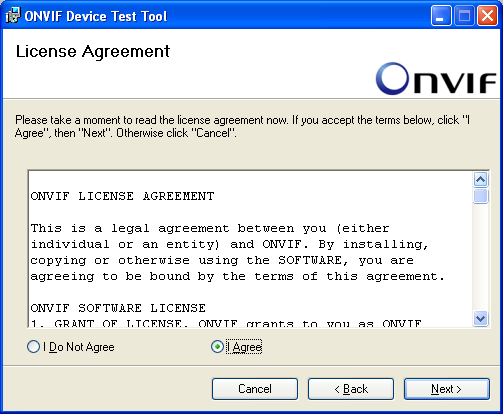 ONVIF Device Test Tool
License Agreement
Onvif
Please take a moment to read the license agreement now. If you accept the terms below, click "I
Agree", then "Next". Otherwise click "Cancel".
ONVIF LICENSE AGREEMENT
This is a legal agreement between you (either
individual or an entity) and ONVIF. By installing,
copying or otherwise using the SOFTWARE, you are
agreeing to be bound by the terms of this agreement.
ONVIF SOFTWARE LICENSE
1. GRANT OF LICENSE. ONVIF grants to you as ONVIF
I Do Not Agree
I Agree
Cancel
< Back
Next >